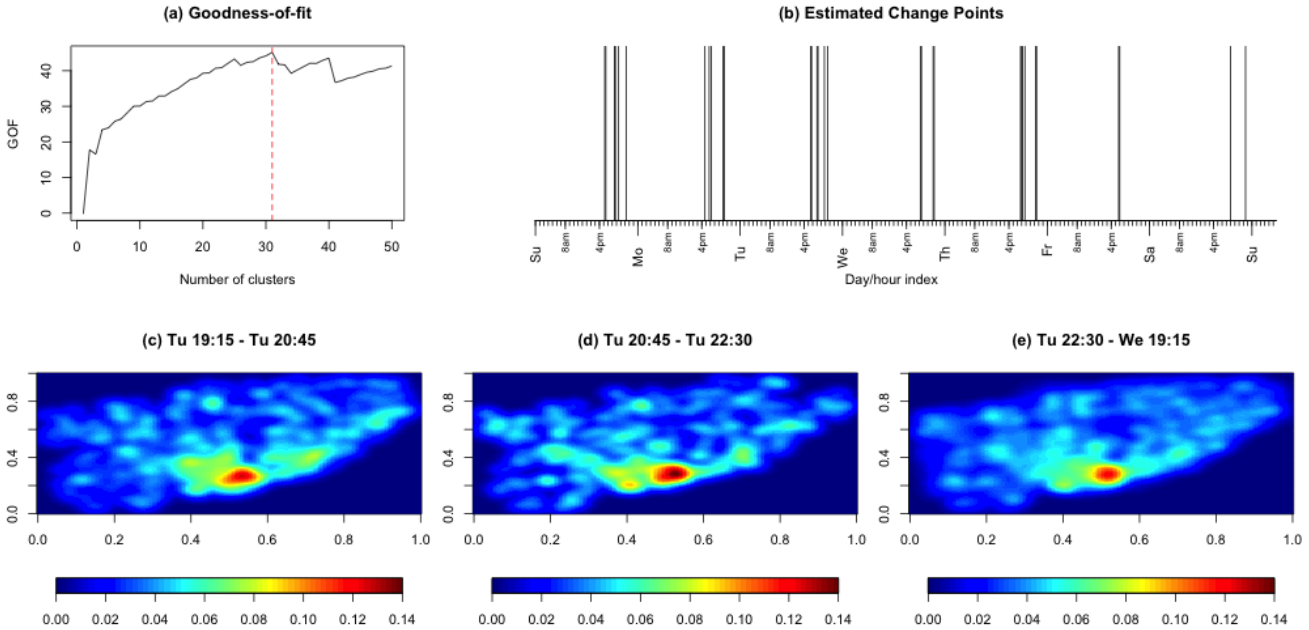 (a) Goodness-of-fit
(b) Estimated Change Points
GOF
0 10 20 30 40
0 10 20 30 40 50
Number of clusters
Su 8am 4pm Mo 8am 4pm Tu 8am 4pm We 8am 4pm Th 8am 4pm Fr 8am 4pm Sa 8am 4pm Su
Day/hour index
(c) Tu 19:15 - Tu 20:45
(d) Tu 20:45 - Tu 22:30
(e) Tu 22:30 - We 19:15
0.0 0.4 0.8
0.0 0.2 0.4 0.6 0.8 1.0
0.0 0.4 0.8
0.0 0.2 0.4 0.6 0.8 1.0
0.0 0.4 0.8
0.0 0.2 0.4 0.6 0.8 1.0
0.00 0.02 0.04 0.06 0.08 0.10 0.12 0.14
0.00 0.02 0.04 0.06 0.08 0.10 0.12 0.14
0.00 0.02 0.04 0.06 0.08 0.10 0.12 0.14